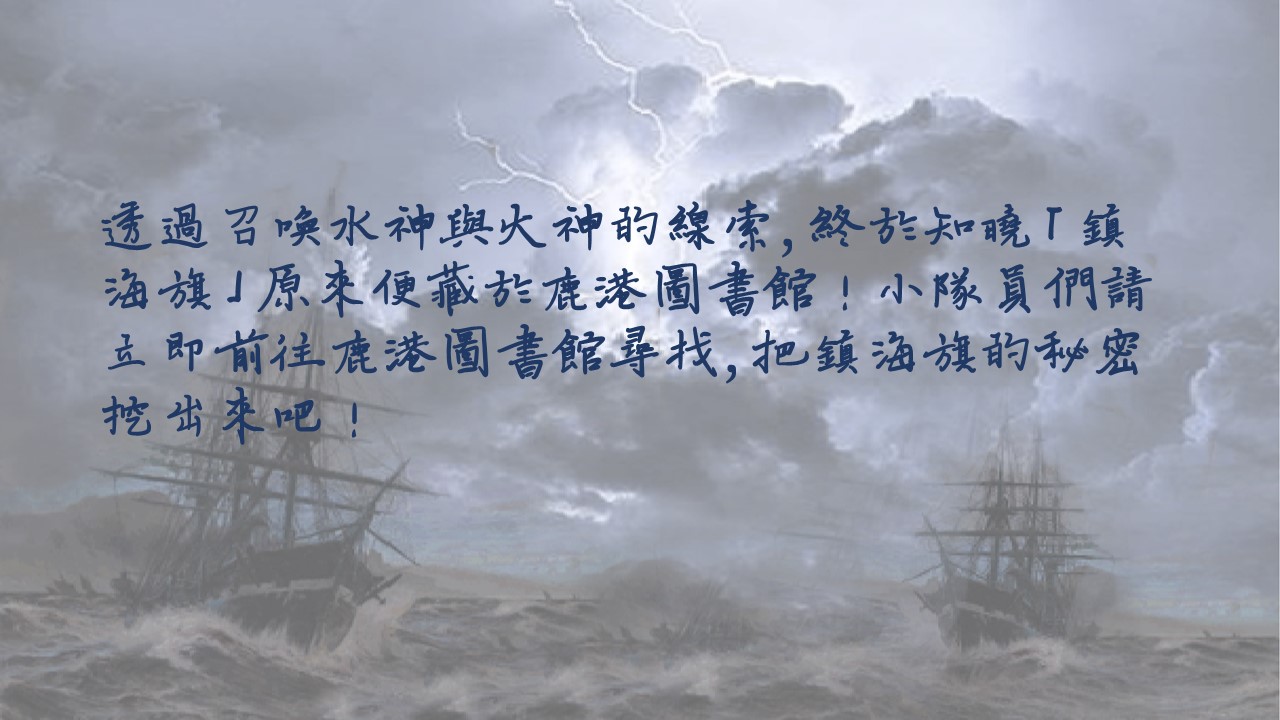 透過召喚水神與火神的線索,終於知曉「鎮
海旗」原來便藏於鹿港圖書館!小隊員們請
立即前往鹿港圖書館尋找,把鎮海旗的秘密
挖出來吧!